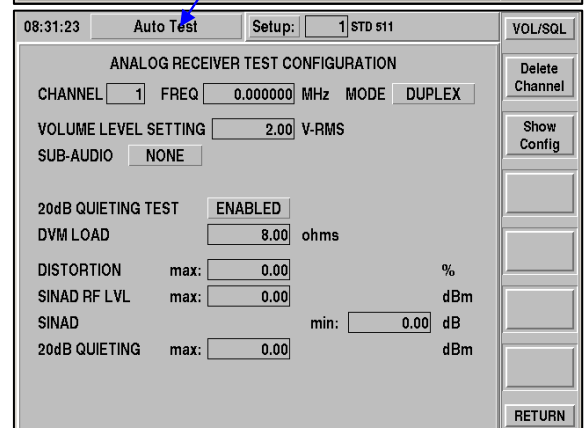 08:31:23 Auto Test Setup: 1 STD 511 VOL/SQL
ANALOG RECEIVER TEST CONFIGURATION
Delete Channel
CHANNEL 1 FREQ 0.000000 MHz MODE DUPLEX
VOLUME LEVEL SETTING 2.00 V-RMS
Show Config
SUB-AUDIO NONE
20dB QUIETING TEST ENABLED
DVM LOAD 8.00 ohms
DISTORTION max: 0.00 %
SINAD RF LVL max: 0.00 dBm
SINAD min: 0.00 dB
20dB QUIETING max: 0.00 dBm
RETURN